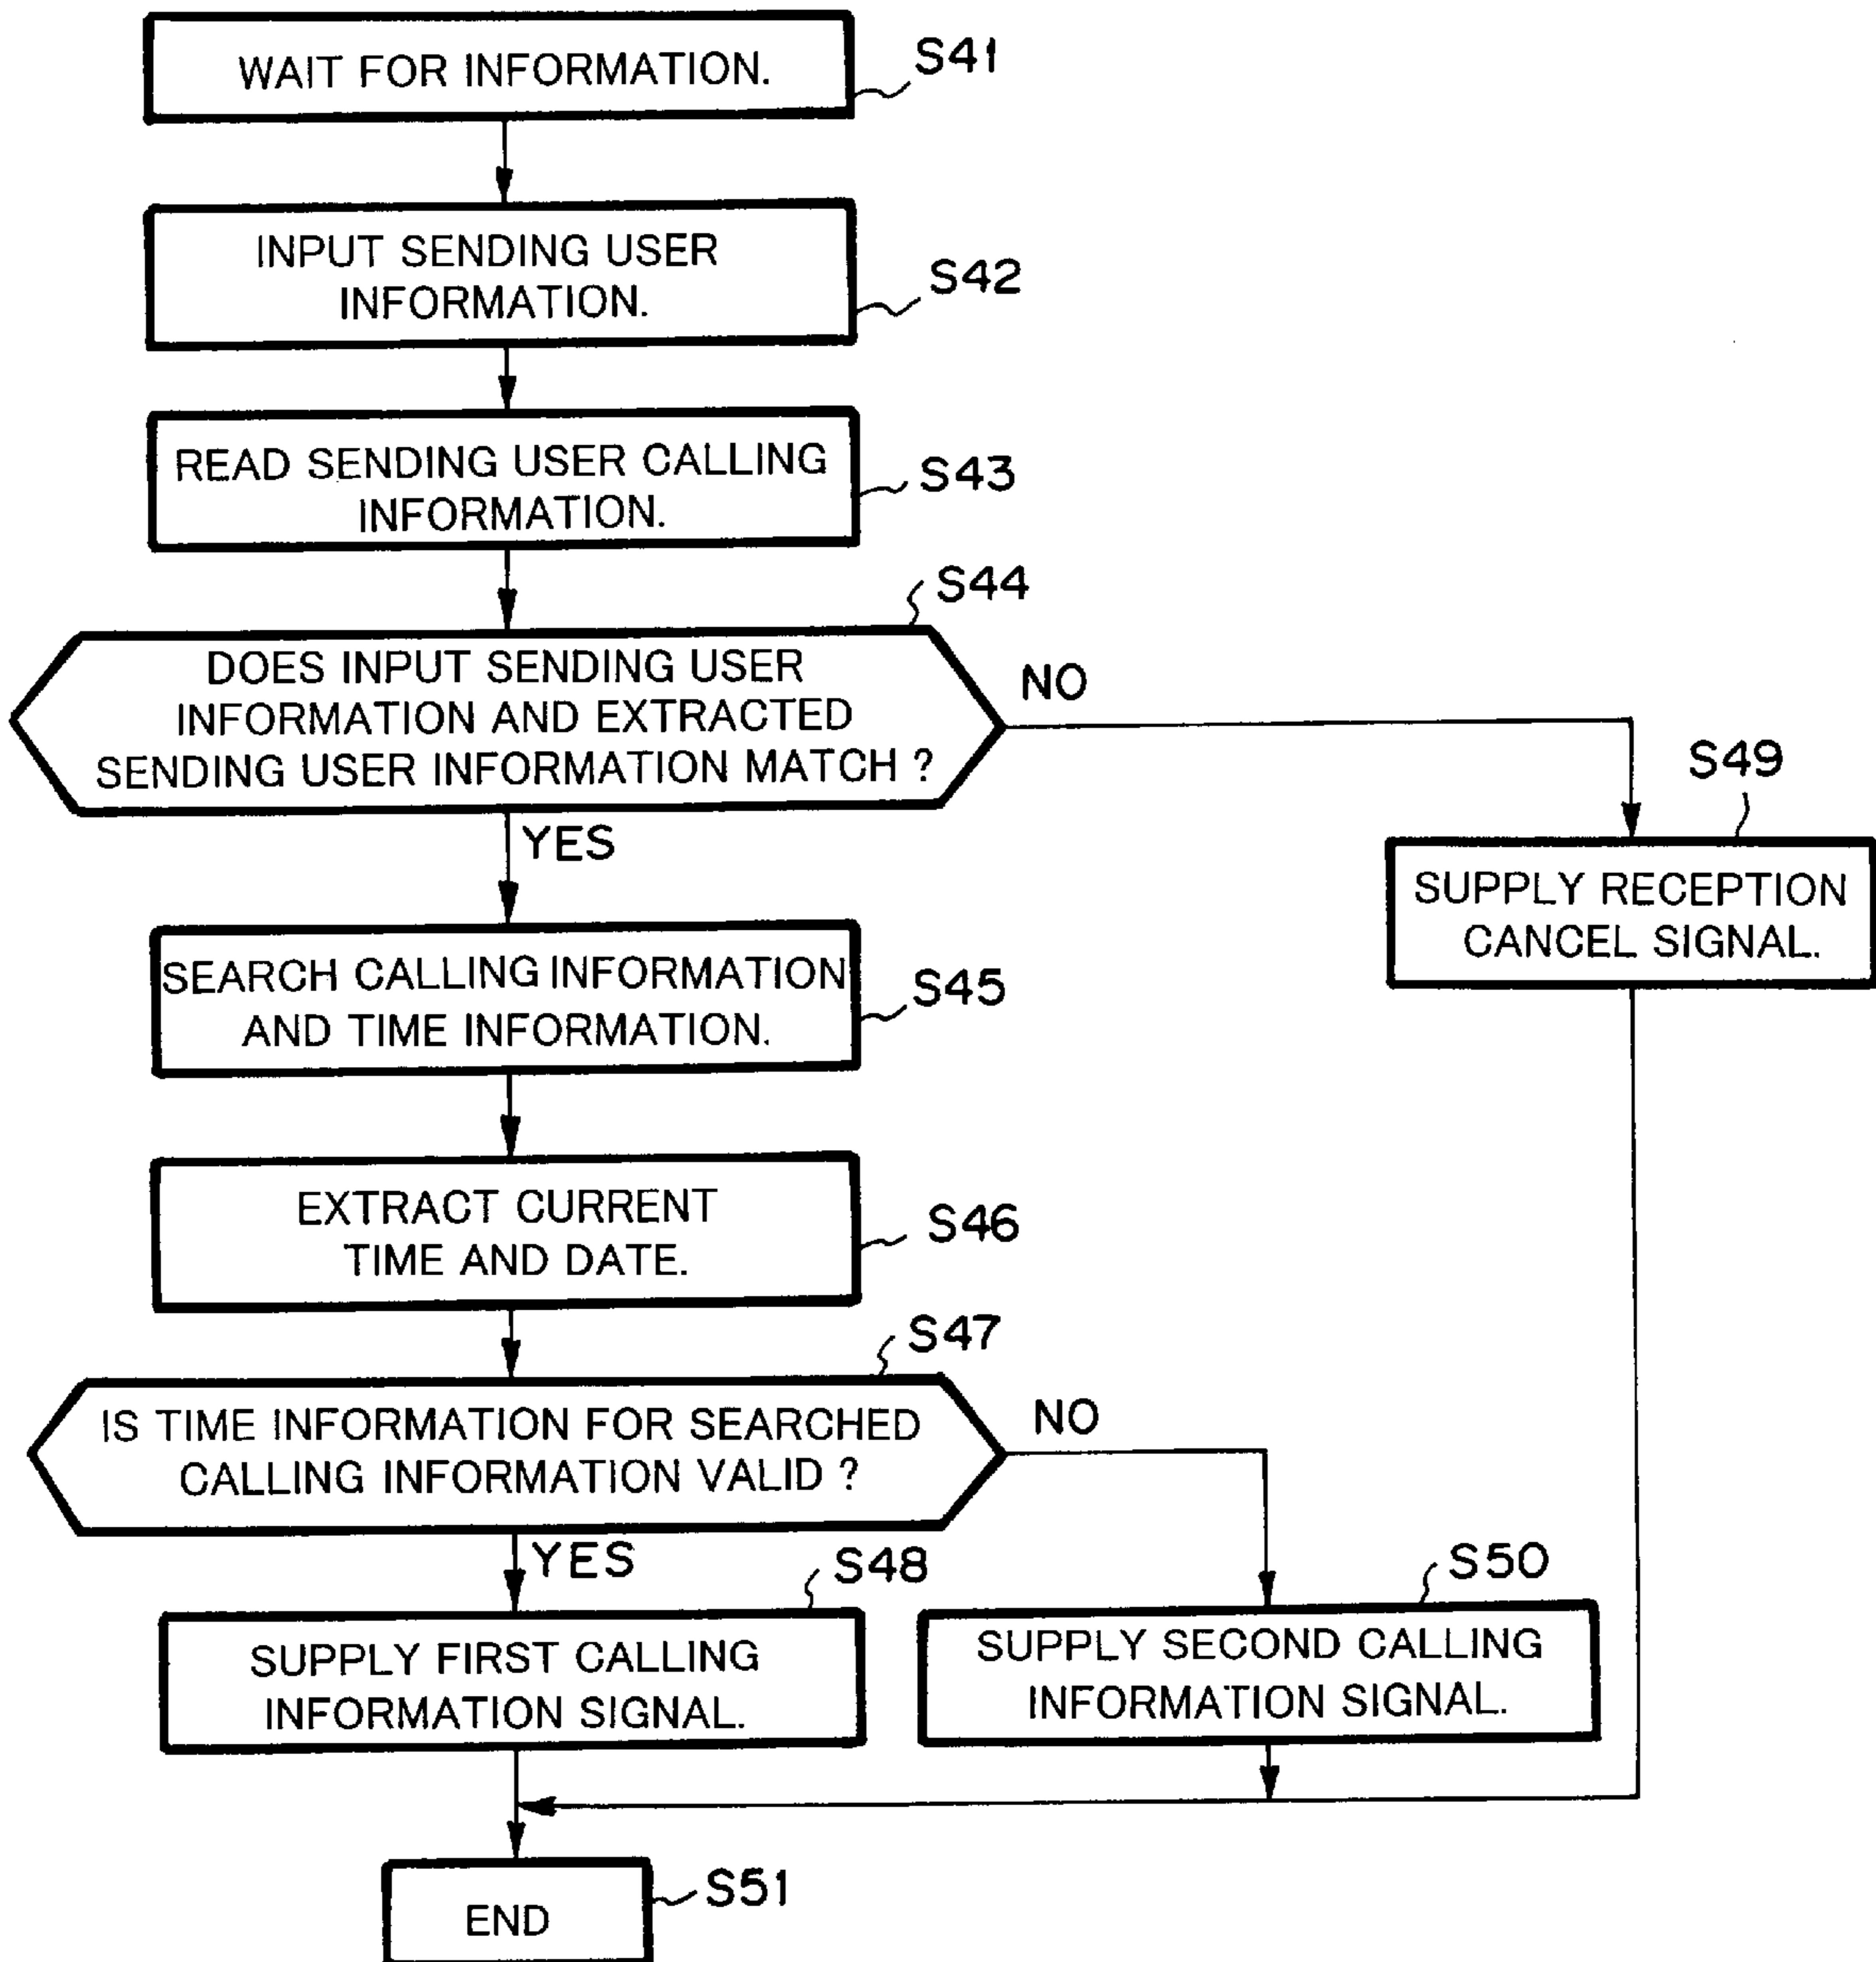 WAIT FOR INFORMATION.
S41
INPUT SENDING USER
INFORMATION.
S42
READ SENDING USER CALLING
INFORMATION.
S43
S44
DOES INPUT SENDING USER
INFORMATION AND EXTRACTED
SENDING USER INFORMATION MATCH ?
NO
YES
S49
SUPPLY RECEPTION
CANCEL SIGNAL.
SEARCH CALLING INFORMATION
AND TIME INFORMATION.
S45
EXTRACT CURRENT
TIME AND DATE.
S46
S47
IS TIME INFORMATION FOR SEARCHED
CALLING INFORMATION VALID ?
NO
YES
S48
SUPPLY FIRST CALLING
INFORMATION SIGNAL.
S50
SUPPLY SECOND CALLING
INFORMATION SIGNAL.
END
S51